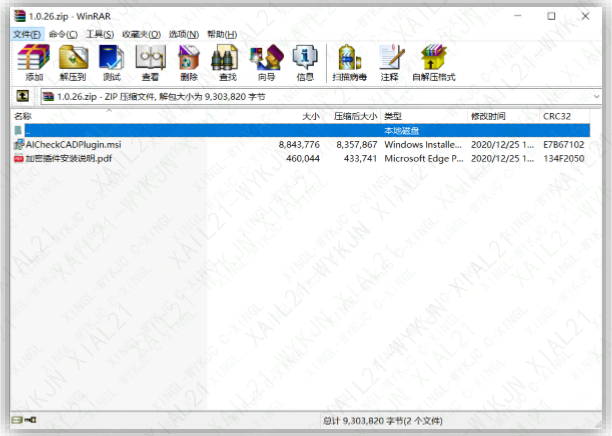 1.0.26.zip - WinRAR
文件(F) 命令(C) 工具(S) 收藏夹(O) 选项(N) 帮助(H)
添加 解压到 测试 查看 删除 查找 向导 信息 扫描病毒 注释 自解压格式
1.0.26.zip - ZIP 压缩文件, 解包大小为 9,303,820 字节
名称 大小 压缩后大小 类型 修改时间 CRC32
.. 本地磁盘
AICheckCADPlugin.msi 8,843,776 8,357,867 Windows Installe... 2020/12/25 1... E7B67102
加密插件安装说明.pdf 460,044 433,741 Microsoft Edge P... 2020/12/25 1... 134F2050
总计 9,303,820 字节(2 个文件)